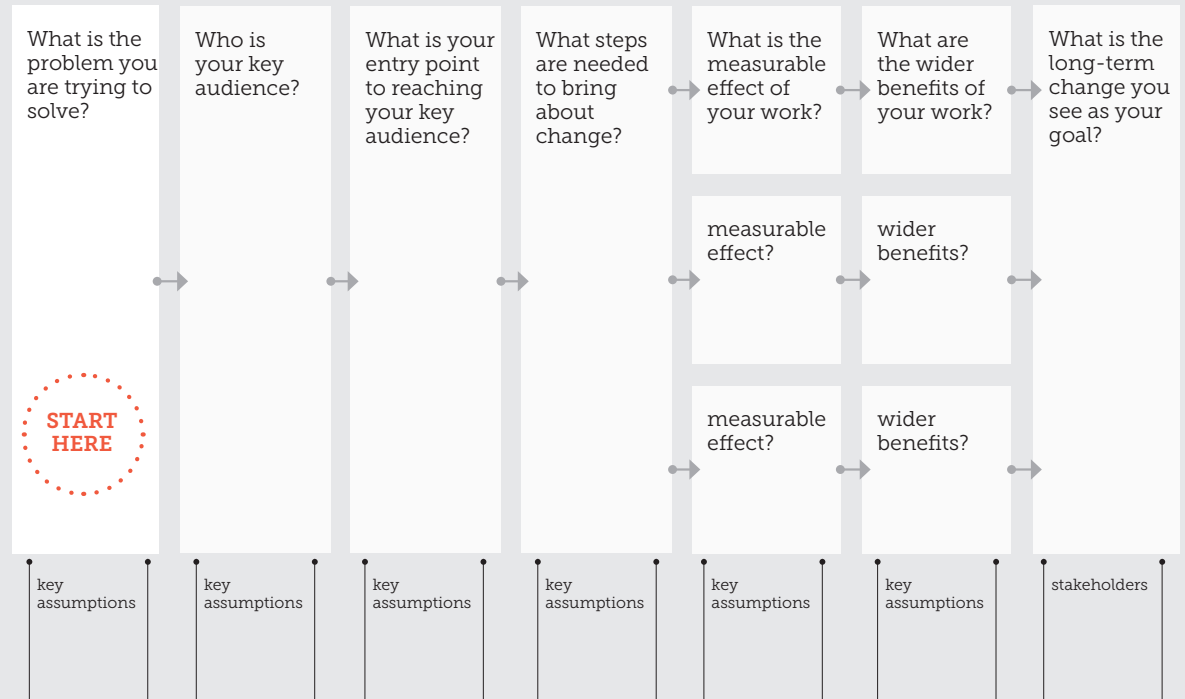 What is the
problem you
are trying to
solve?
START
HERE
key
assumptions
Who is
your key
audience?
key
assumptions
What is your
entry point
to reaching
your key
audience?
key
assumptions
What steps
are needed
to bring
about
change?
key
assumptions
What is the
measurable
effect of
your work?
measurable
effect?
measurable
effect?
key
assumptions
What are
the wider
benefits of
your work?
wider
benefits?
wider
benefits?
key
assumptions
What is the
long-term
change you
see as your
goal?
stakeholders